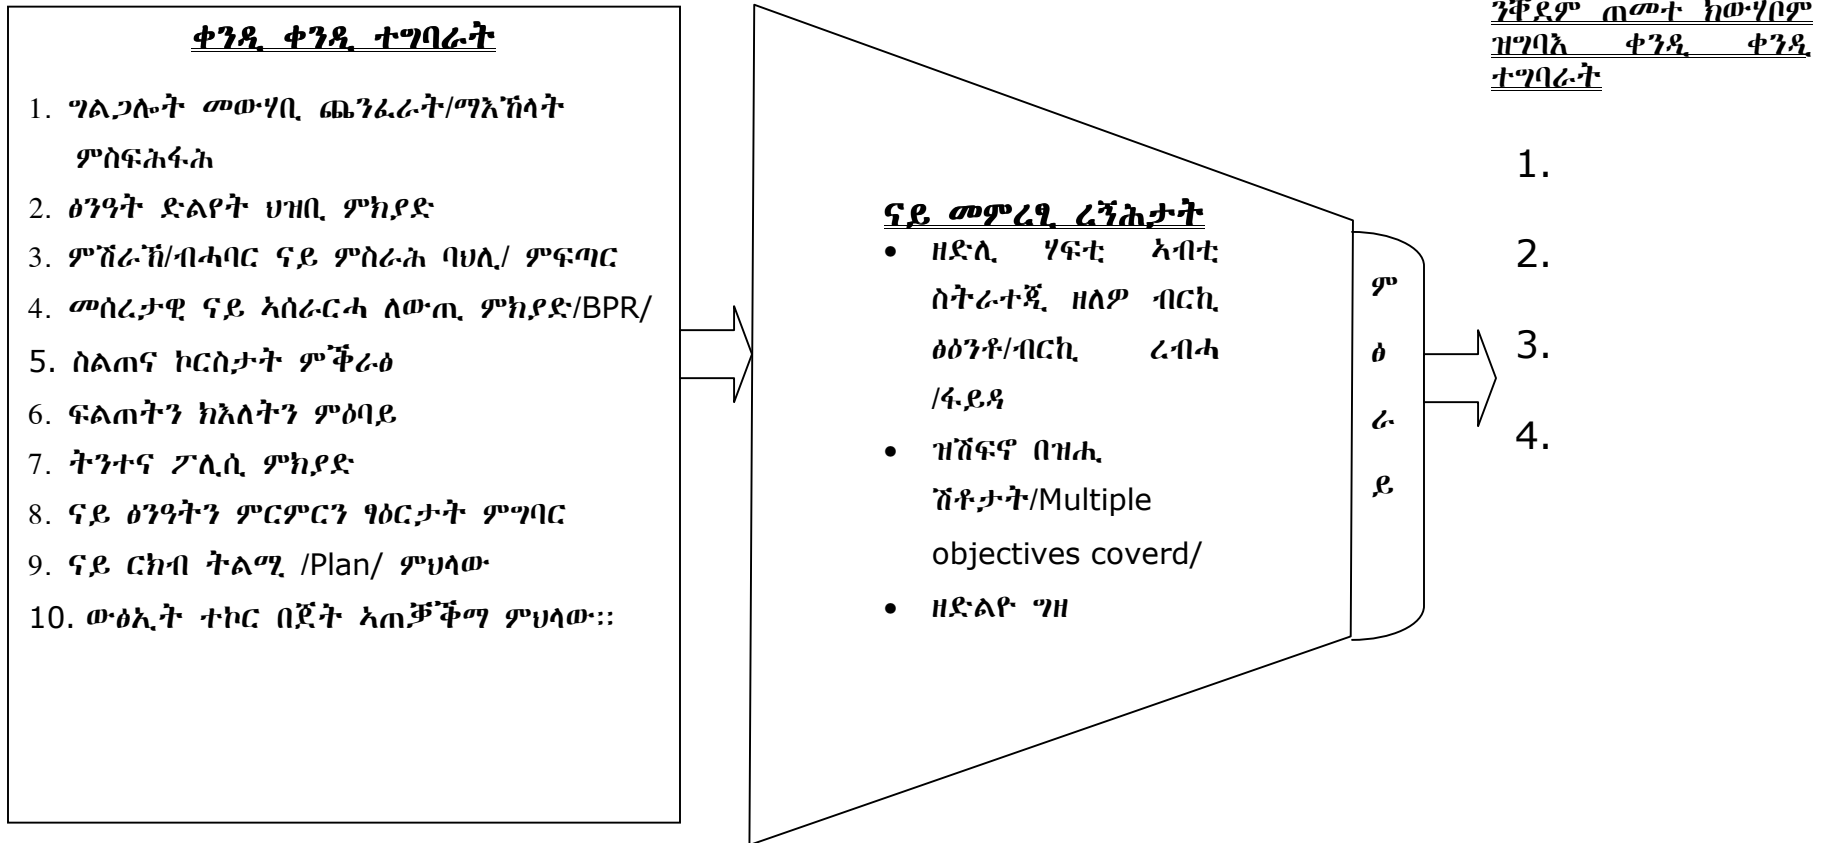 ቀንዲ ቀንዲ ተግባራት
1. ግልጋሎት መውሃቢ ጨንፈራት/ማእኸላት
ምስፍሕፋሕ
2. ፅንዓት ድልየት ህዝቢ ምክያድ
3. ምሽራኽ/ብሓባር ናይ ምስራሕ ባህሊ/ ምፍጣር
4. መሰረታዊ ናይ ኣሰራርሓ ለውጢ ምክያድ/BPR/
5. ስልጠና ኮርስታት ምቕራፅ
6. ፍልጠትን ክእለትን ምዕባይ
7. ትንተና ፖሊሲ ምክያድ
8. ናይ ፅንዓትን ምርምርን ፃዕርታት ምግባር
9. ናይ ርክብ ትልሚ /Plan/ ምህላው
10. ውፅኢት ተኮር በጀት ኣጠቓቕማ ምህላው።
ናይ መምረፂ ረኝሕታት
• ዘድሊ ሃፍቲ ኣብቲ
ስትራተጂ ዘለዎ ብርኪ
ፅዕንቶ/ብርኪ ረብሓ
/ፋይዳ
• ዝሽፍኖ በዝሒ
ሽቶታት/Multiple
objectives coverd/
• ዘድልዮ ግዘ
ም
ፅ
ራ
ይ
ንቐደም ጠመተ ክውሃቦም
ዝግባእ ቀንዲ ቀንዲ
ተግባራት
1.
2.
3.
4.